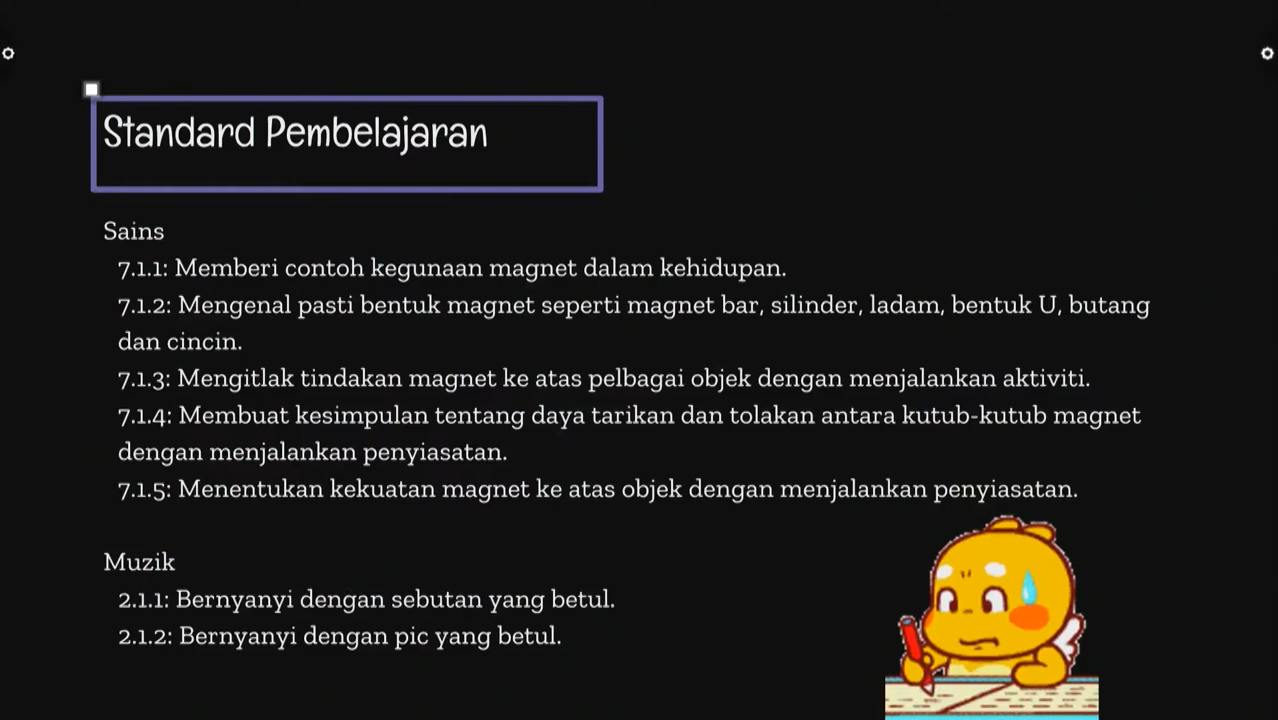 Standard Pembelajaran
Sains
7.1.1: Memberi contoh kegunaan magnet dalam kehidupan.
7.1.2: Mengenal pasti bentuk magnet seperti magnet bar, silinder, ladam, bentuk U, butang
dan cincin.
7.1.3: Mengitlak tindakan magnet ke atas pelbagai objek dengan menjalankan aktiviti.
7.1.4: Membuat kesimpulan tentang daya tarikan dan tolakan antara kutub-kutub magnet
dengan menjalankan penyiasatan.
7.1.5: Menentukan kekuatan magnet ke atas objek dengan menjalankan penyiasatan.
Muzik
2.1.1: Bernyanyi dengan sebutan yang betul.
2.1.2: Bernyanyi dengan pic yang betul.